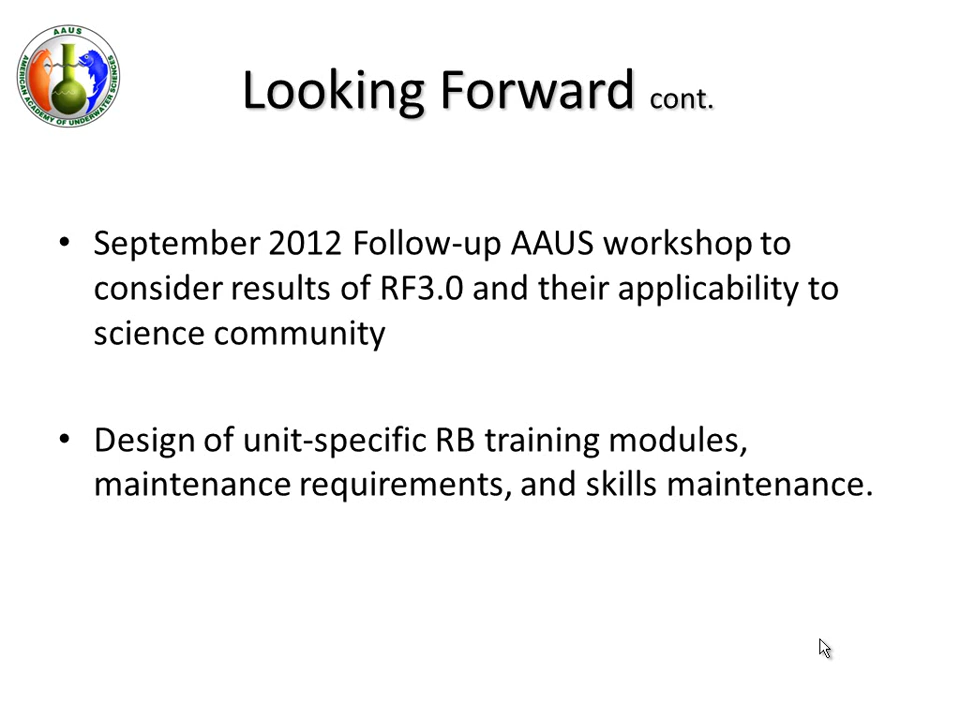 AAUS
AMERICAN ACADEMY OF UNDERWATER SCIENCES
Looking Forward cont.
• September 2012 Follow-up AAUS workshop to
consider results of RF3.0 and their applicability to
science community
• Design of unit-specific RB training modules,
maintenance requirements, and skills maintenance.